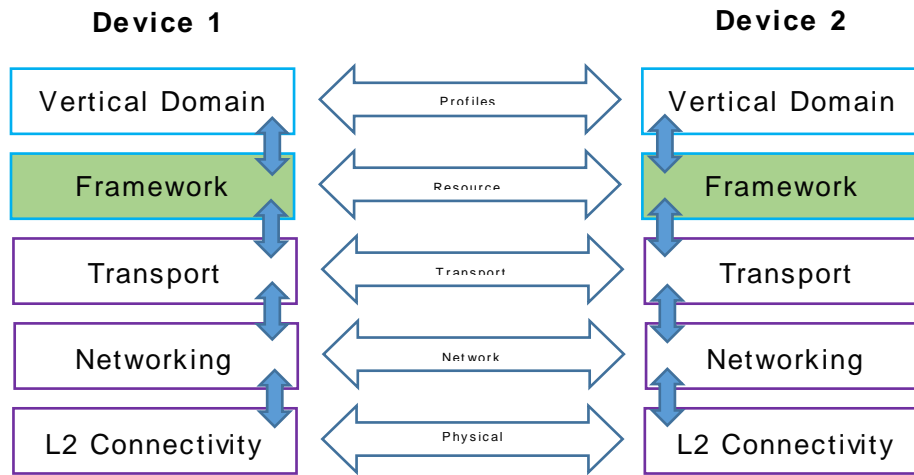 Device 1
Device 2
Vertical Domain
Profiles
Vertical Domain
Framework
Resource
Framework
Transport
Transport
Transport
Networking
Network
Networking
L2 Connectivity
Physical
L2 Connectivity